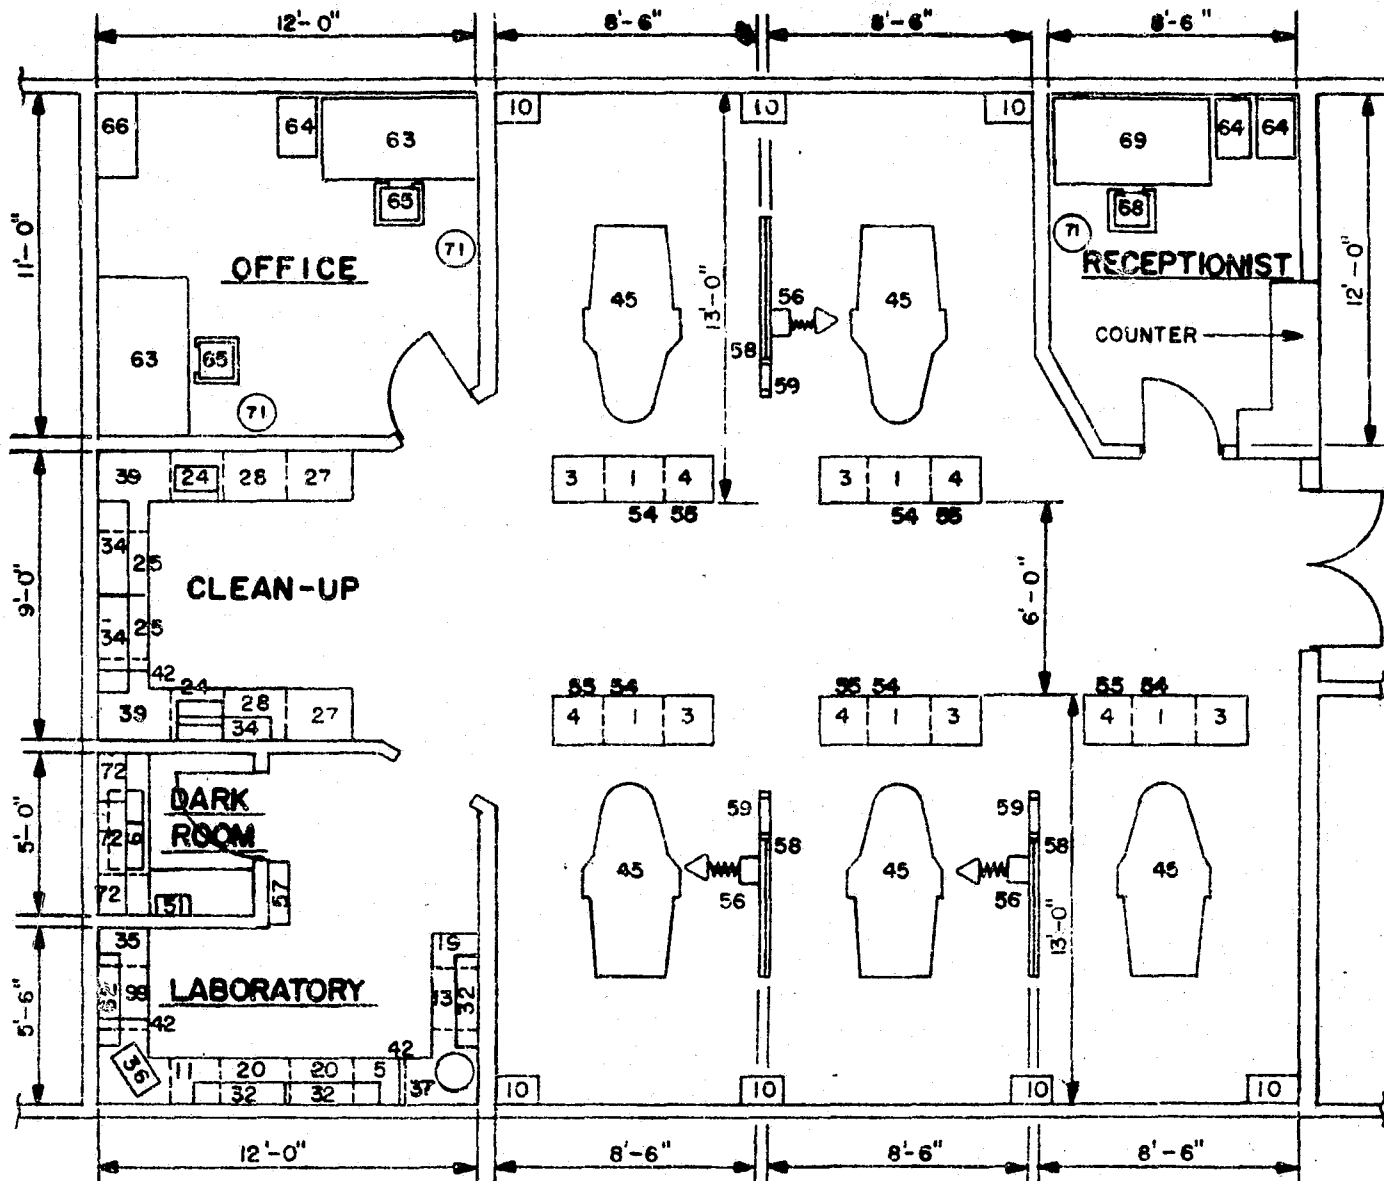 12'-0" 8'-6" 8'-6" 8'-6"
66 64 63 10 10 10 69 64 64
65 68
71 71
11'-0" OFFICE RECEPTIONIST 12'-0"
13'-0"
45 56 45
COUNTER
63 65 58
59
71
39 24 28 27 3 1 4 3 1 4
54 55 54 55
34 25
9'-0" CLEAN-UP 6'-0"
34 25
42
24 55 54 55 54 55 54
39 28 27 4 1 3 4 1 3 4 1 3
34
72
5'-0" DARK 59 59
72 ROOM 58 58
45 45 45
72 51 57 56 56
13'-0"
35 19
5'-6" 98 LABORATORY 13 32
42
42
36 11 20 20 5 37
32 32 10 10 10 10
12'-0" 8'-6" 8'-6" 8'-6"